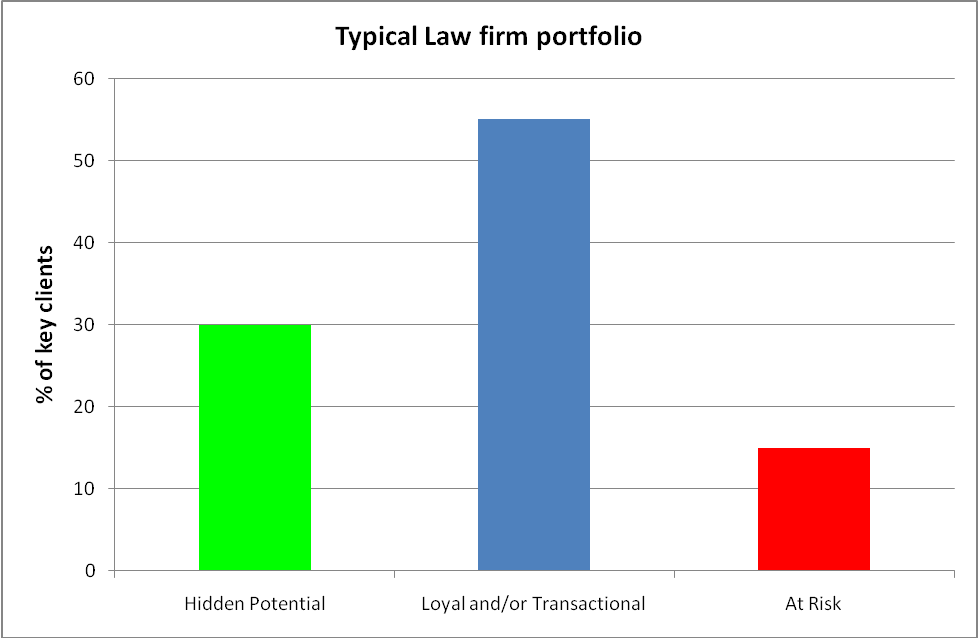 Typical Law firm portfolio
% of key clients
60
50
40
30
20
10
0
Hidden Potential
Loyal and/or Transactional
At Risk